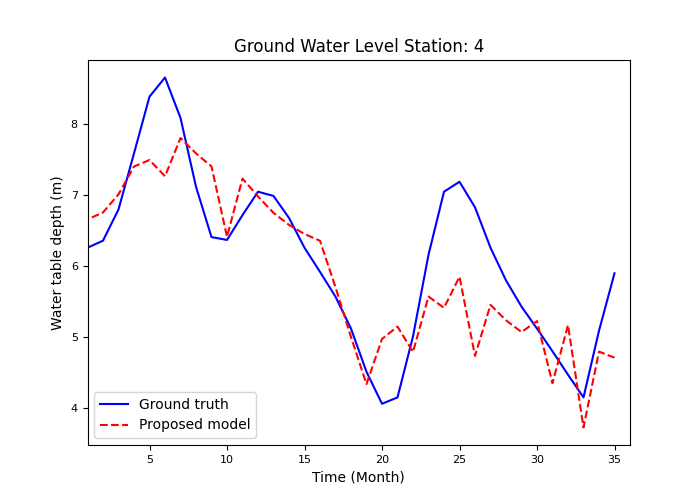 Ground Water Level Station: 4
Water table depth (m)
8
7
6
5
4
Ground truth
Proposed model
5 10 15 20 25 30 35
Time (Month)